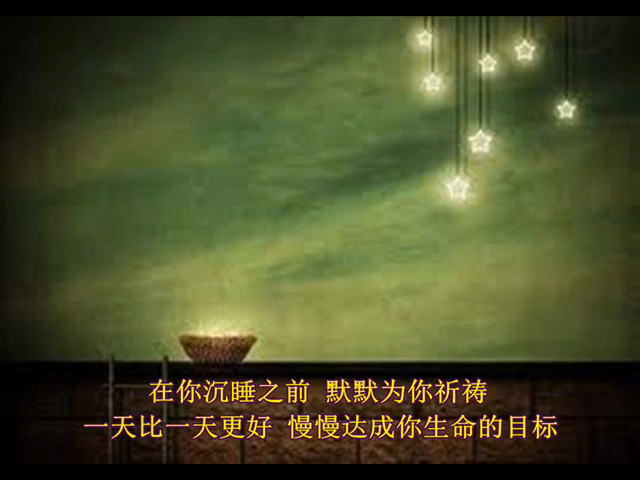 在你沉睡之前 默默为你祈祷
一天比一天更好 慢慢达成你生命的目标